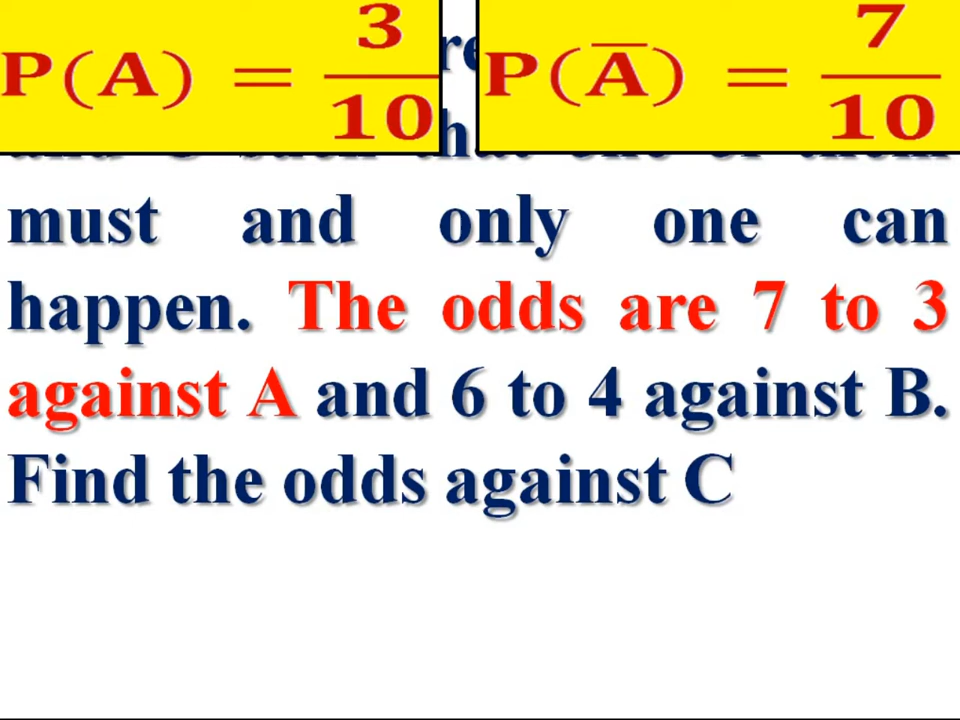 P(A) = 3/10
P(A̅) = 7/10
must and only one can
happen. The odds are 7 to 3
against A and 6 to 4 against B.
Find the odds against C